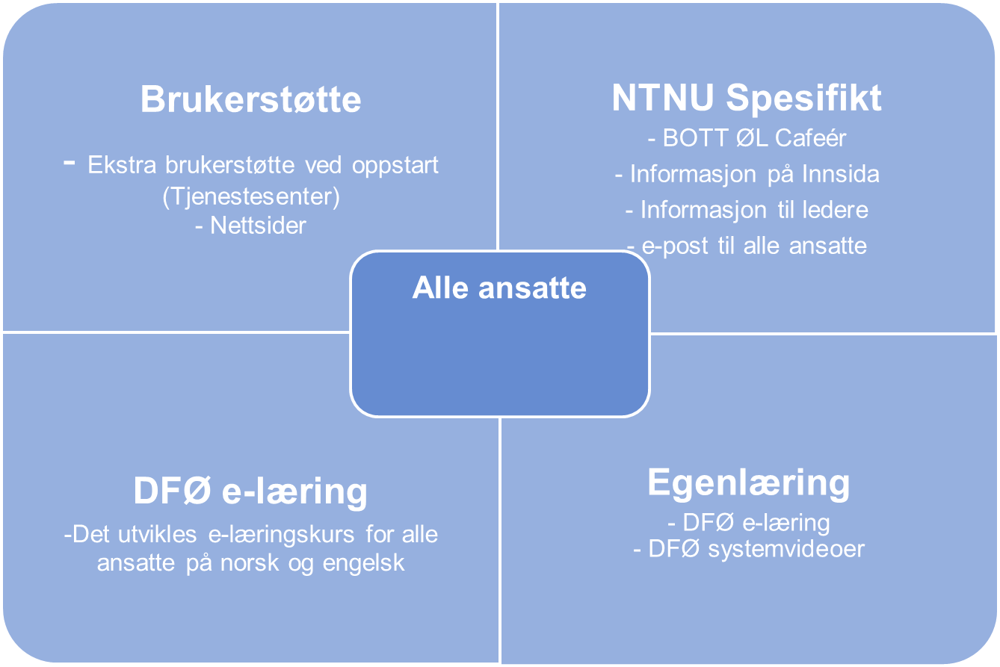 Brukerstøtte
- Ekstra brukerstøtte ved oppstart
(Tjenestesenter)
- Nettsider
NTNU Spesifikt
- BOTT ØL Cafeér
- Informasjon på Innsida
- Informasjon til ledere
- e-post til alle ansatte
Alle ansatte
DFØ e-læring
-Det utvikles e-læringskurs for alle
ansatte på norsk og engelsk
Egenlæring
- DFØ e-læring
- DFØ systemvideoer